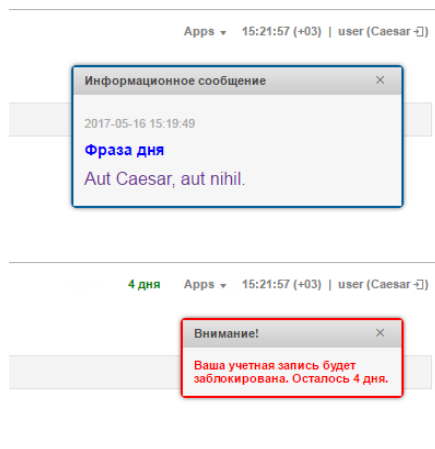 Apps 15:21:57 (+03) | user (Caesar)
Информационное сообщение
2017-05-16 15:19:49
Фраза дня
Aut Caesar, aut nihil.
4 дня Apps 15:21:57 (+03) | user (Caesar)
Внимание!
Ваша учетная запись будет
заблокирована. Осталось 4 дня.